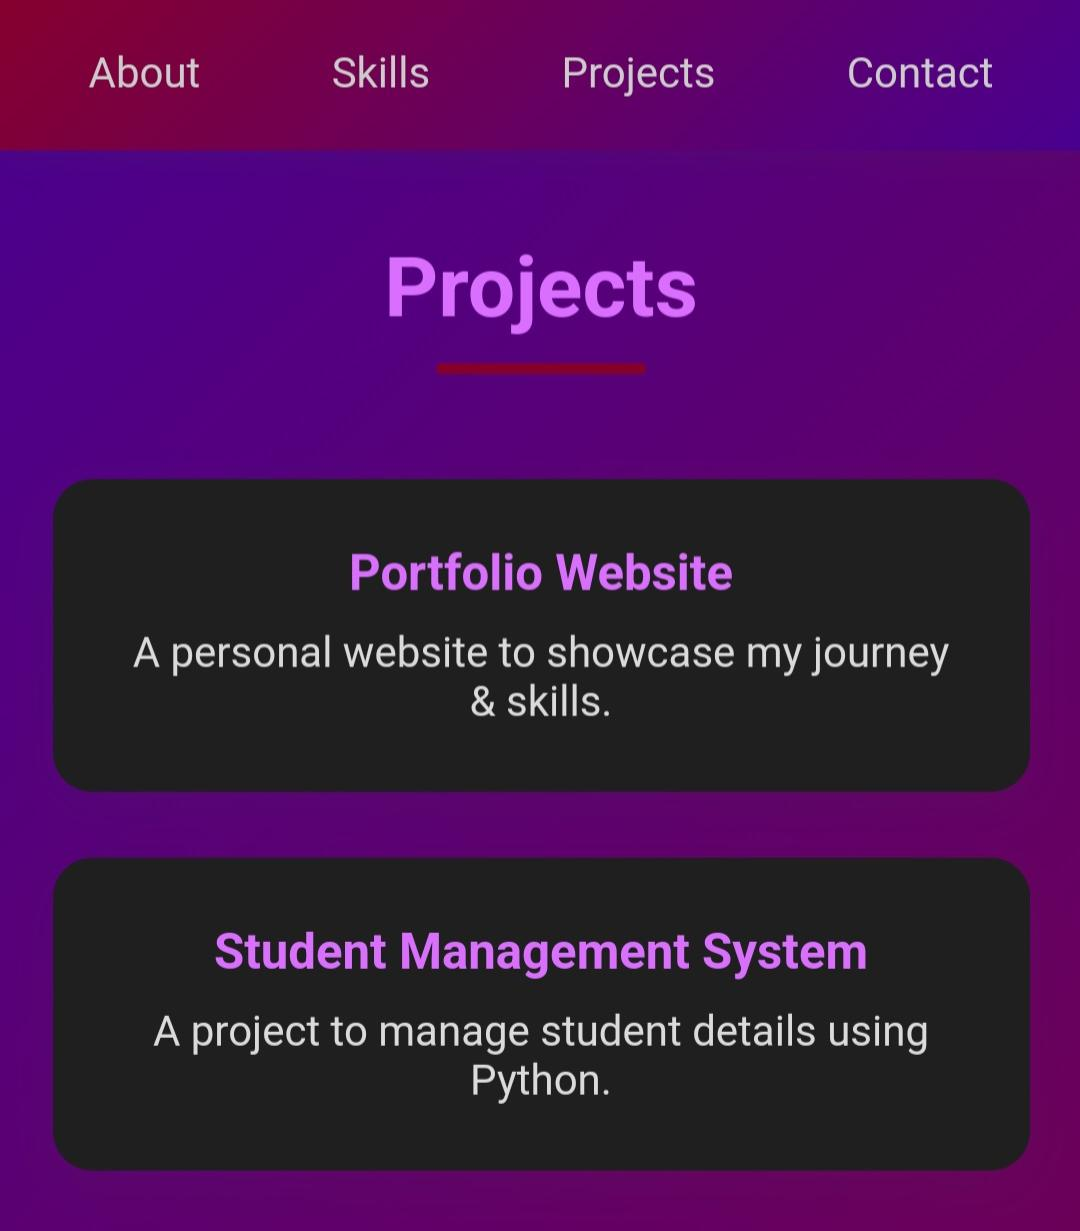 About Skills Projects Contact
Projects
Portfolio Website
A personal website to showcase my journey
& skills.
Student Management System
A project to manage student details using
Python.